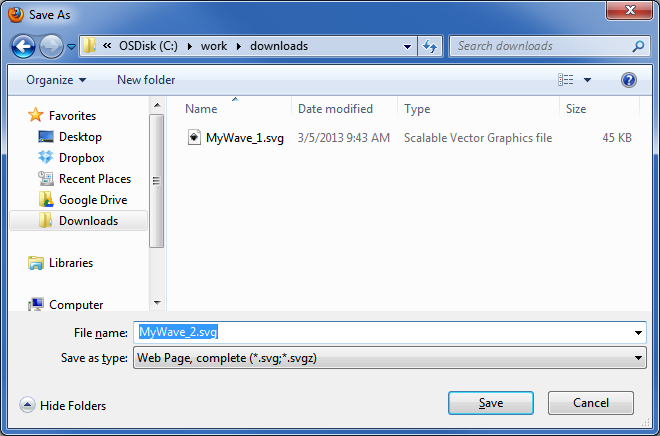 Save As
« OSDisk (C:) work downloads
Search downloads
Organize New folder
Favorites
Desktop
Dropbox
Recent Places
Google Drive
Downloads
Libraries
Computer
Name Date modified Type Size
MyWave_1.svg 3/5/2013 9:43 AM Scalable Vector Graphics file 45 KB
File name: MyWave_2.svg
Save as type: Web Page, complete (*.svg;*.svgz)
Hide Folders Save Cancel